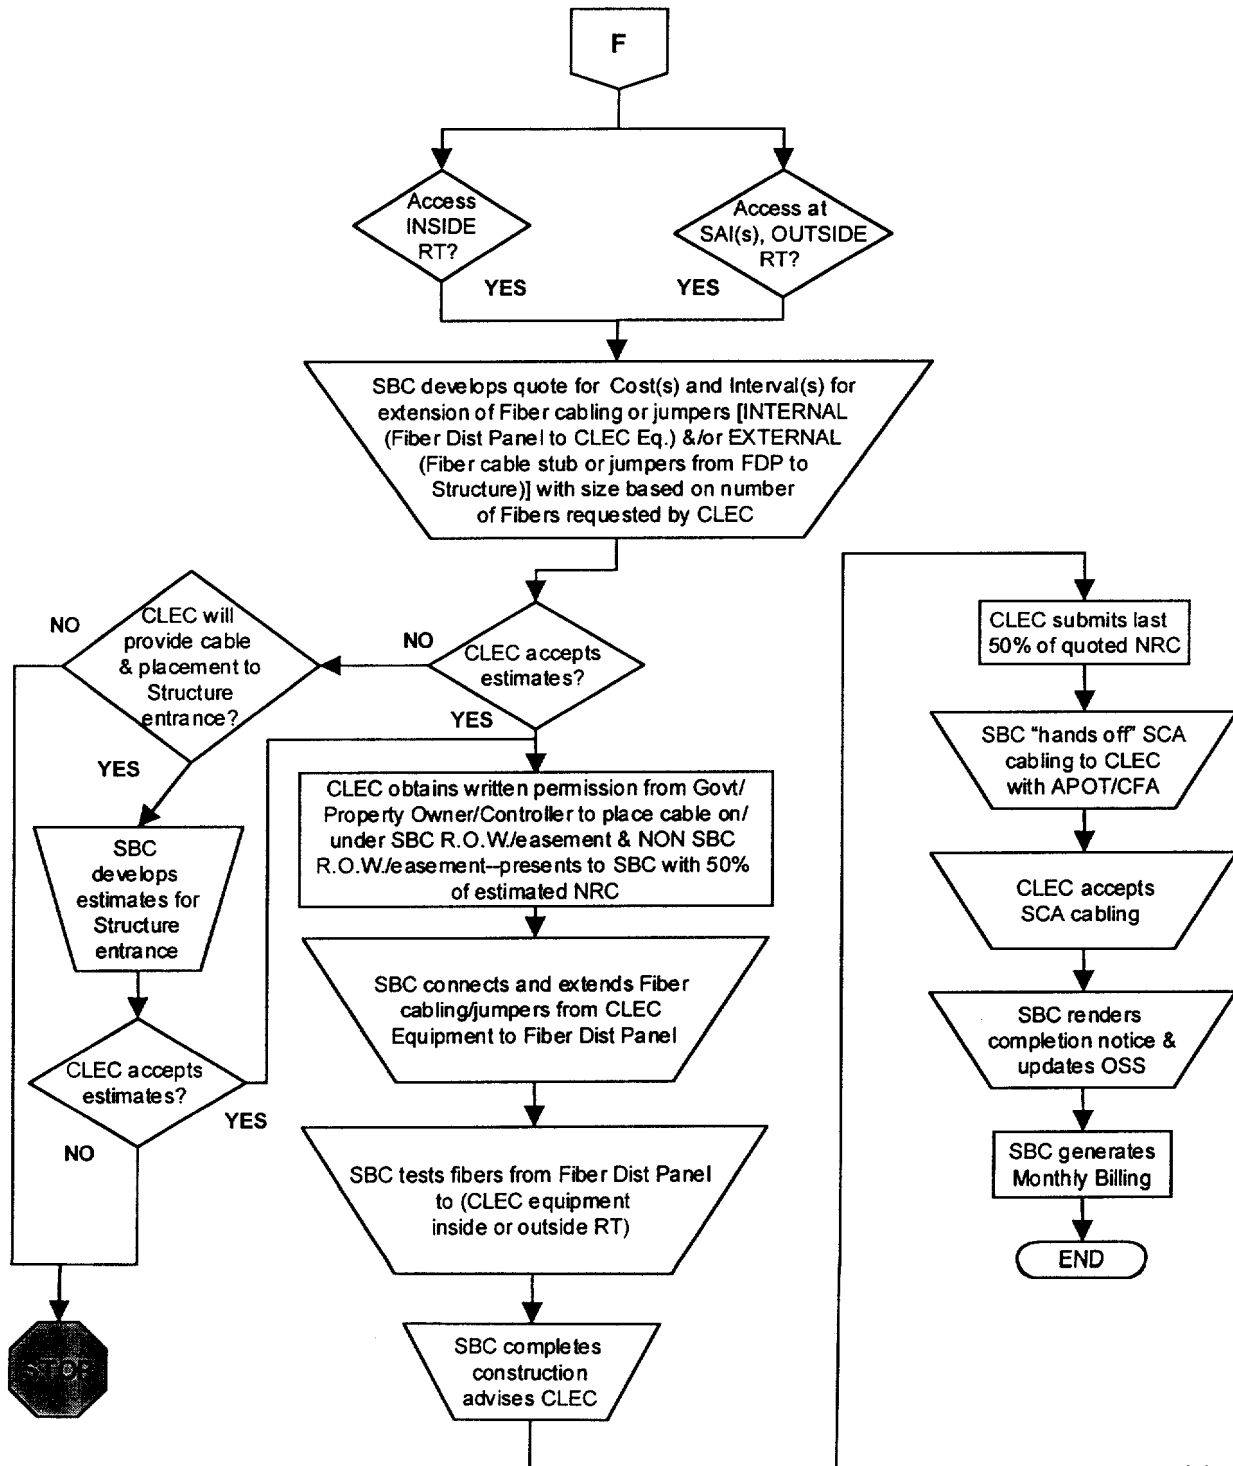 F
Access
INSIDE
RT?
YES
Access at
SAI(s), OUTSIDE
RT?
YES
SBC develops quote for Cost(s) and Interval(s) for
extension of Fiber cabling or jumpers [INTERNAL
(Fiber Dist Panel to CLEC Eq.) &/or EXTERNAL
(Fiber cable stub or jumpers from FDP to
Structure)] with size based on number
of Fibers requested by CLEC
CLEC accepts
estimates?
NO
YES
CLEC will
provide cable
& placement to
Structure
entrance?
NO
YES
SBC
develops
estimates for
Structure
entrance
CLEC accepts
estimates?
YES
NO
STOP
CLEC obtains written permission from Govt/
Property Owner/Controller to place cable on/
under SBC R.O.W./easement & NON SBC
R.O.W./easement--presents to SBC with 50%
of estimated NRC
SBC connects and extends Fiber
cabling/jumpers from CLEC
Equipment to Fiber Dist Panel
SBC tests fibers from Fiber Dist Panel
to (CLEC equipment
inside or outside RT)
SBC completes
construction
advises CLEC
CLEC submits last
50% of quoted NRC
SBC “hands off” SCA
cabling to CLEC
with APOT/CFA
CLEC accepts
SCA cabling
SBC renders
completion notice &
updates OSS
SBC generates
Monthly Billing
END